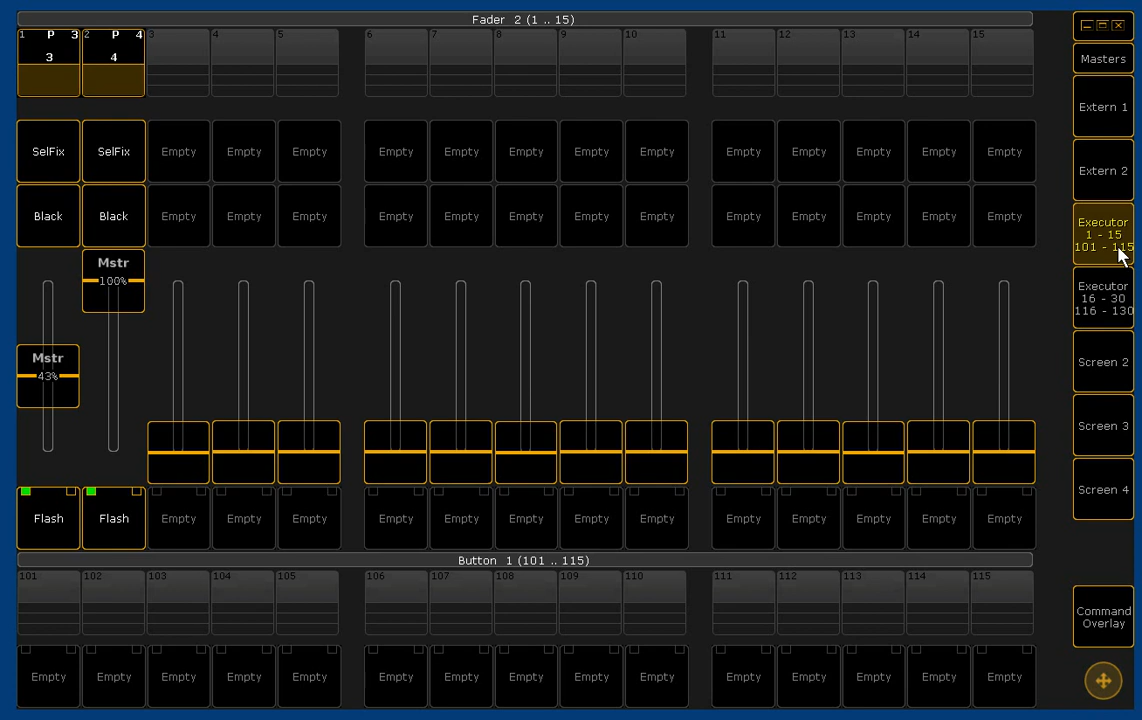 Fader 2 (1 .. 15)
1 P 3 2 P 4 3 4 5 6 7 8 9 10 11 12 13 14 15
3 4
Masters
Extern 1
SelFix SelFix Empty Empty Empty Empty Empty Empty Empty Empty Empty Empty Empty Empty Empty
Extern 2
Black Black Empty Empty Empty Empty Empty Empty Empty Empty Empty Empty Empty Empty Empty
Executor
1 - 15
101 - 115
Mstr
100%
Executor
16 - 30
116 - 130
Mstr
43%
Screen 2
Screen 3
Screen 4
Flash Flash Empty Empty Empty Empty Empty Empty Empty Empty Empty Empty Empty Empty Empty
Button 1 (101 .. 115)
101 102 103 104 105 106 107 108 109 110 111 112 113 114 115
Command
Overlay
Empty Empty Empty Empty Empty Empty Empty Empty Empty Empty Empty Empty Empty Empty Empty